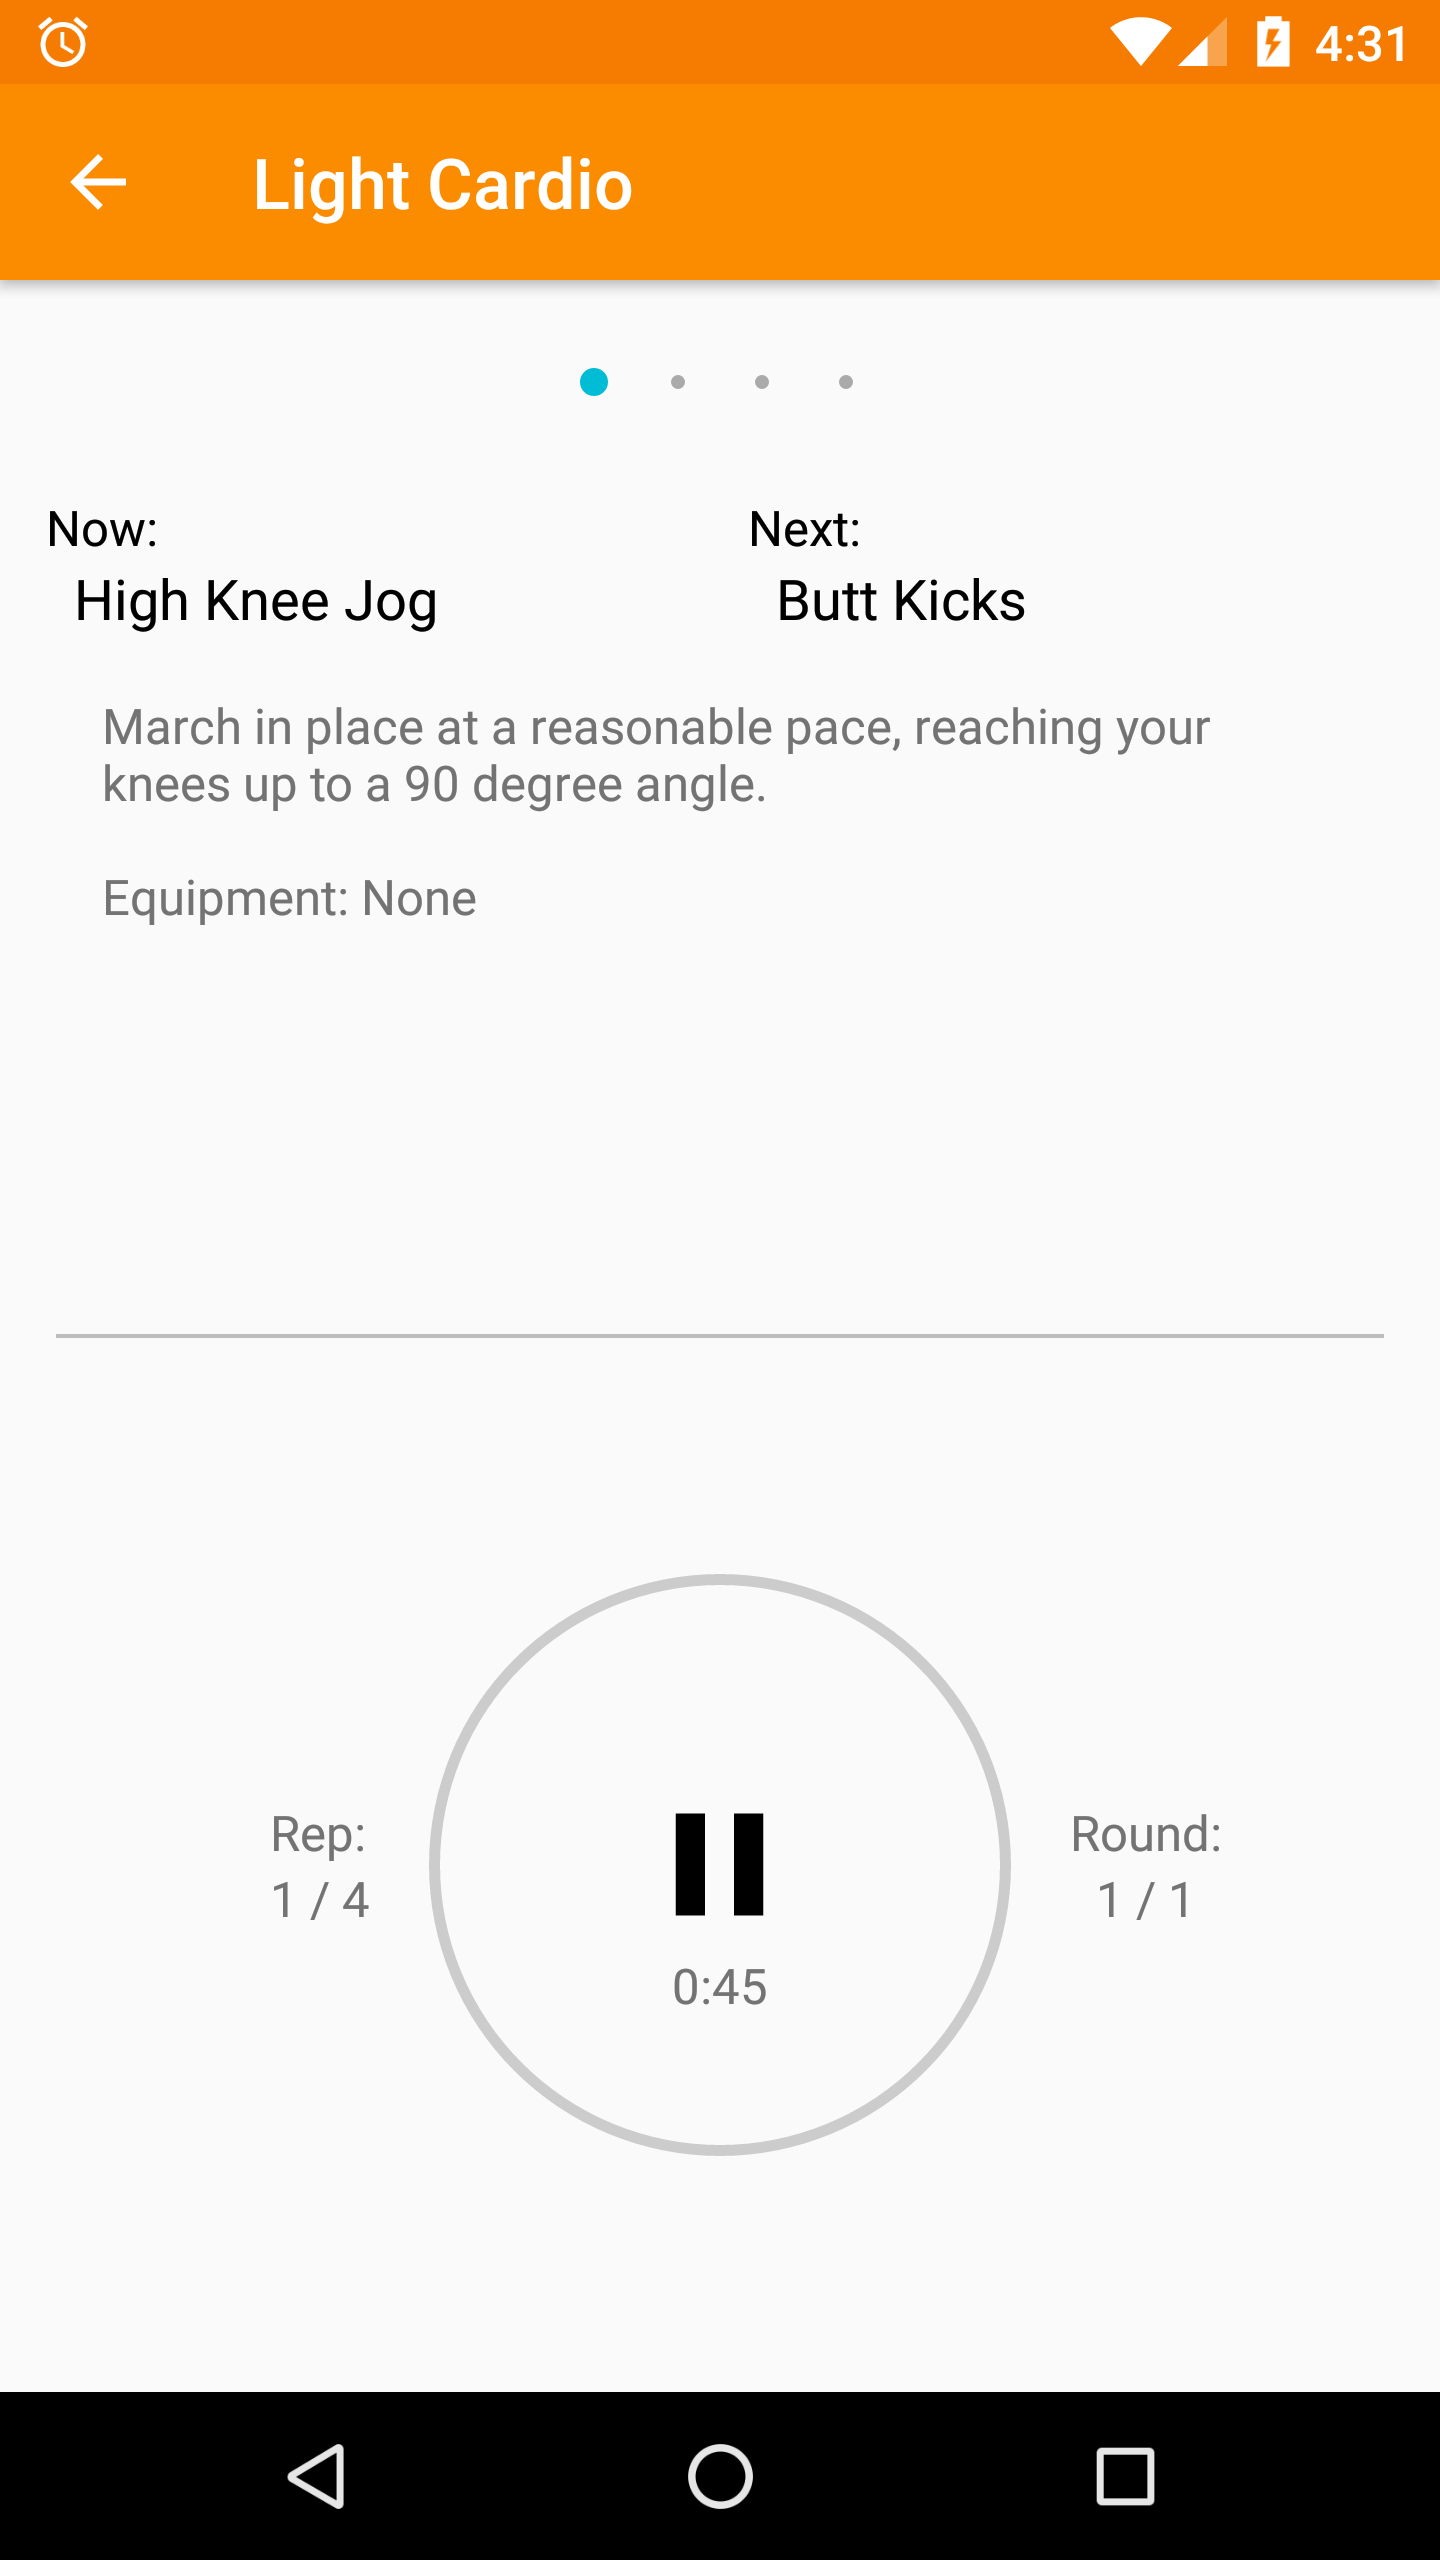 4:31
Light Cardio
Now:
High Knee Jog
Next:
Butt Kicks
March in place at a reasonable pace, reaching your
knees up to a 90 degree angle.
Equipment: None
Rep:
1 / 4
0:45
Round:
1 / 1